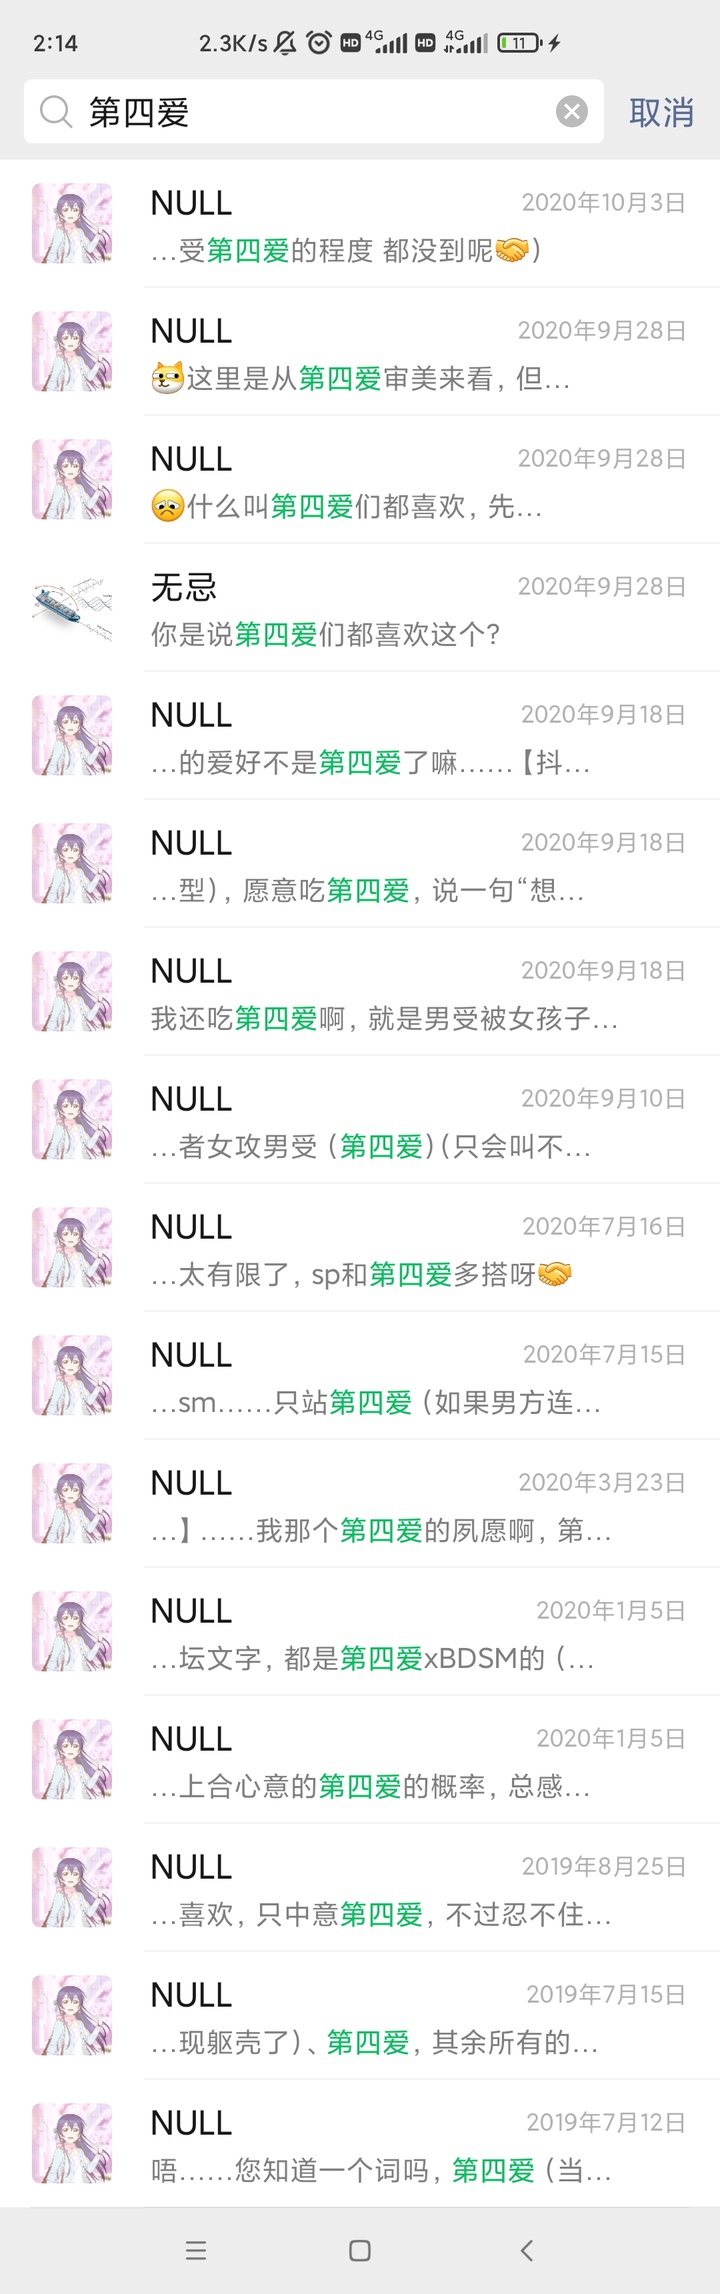 2:14 2.3K/s HD 4G HD 4G 11
第四爱 取消
NULL 2020年10月3日
...受第四爱的程度 都没到呢🤝)
NULL 2020年9月28日
这里是从第四爱审美来看, 但...
NULL 2020年9月28日
😟什么叫第四爱们都喜欢, 先...
无忌 2020年9月28日
你是说第四爱们都喜欢这个?
NULL 2020年9月18日
...的爱好不是第四爱了嘛......【抖...
NULL 2020年9月18日
...型), 愿意吃第四爱, 说一句“想...
NULL 2020年9月18日
我还吃第四爱啊, 就是男受被女孩子...
NULL 2020年9月10日
...者女攻男受 (第四爱)(只会叫不...
NULL 2020年7月16日
...太有限了, sp和第四爱多搭呀🤝
NULL 2020年7月15日
...sm......只站第四爱 (如果男方连...
NULL 2020年3月23日
...】......我那个第四爱的夙愿啊, 第...
NULL 2020年1月5日
...坛文字, 都是第四爱xBDSM的 (...
NULL 2020年1月5日
...上合心意的第四爱的概率, 总感...
NULL 2019年8月25日
...喜欢, 只中意第四爱, 不过忍不住...
NULL 2019年7月15日
...现躯壳了)、第四爱, 其余所有的...
NULL 2019年7月12日
唔......您知道一个词吗, 第四爱 (当...